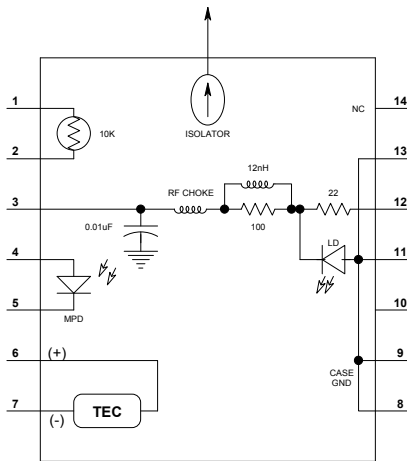 1
14
NC
10K
ISOLATOR
2
13
12nH
3
RF CHOKE
22
12
0.01uF
100
LD
4
11
5
MPD
10
6
(+)
9
CASE
GND
7
(-)
TEC
8